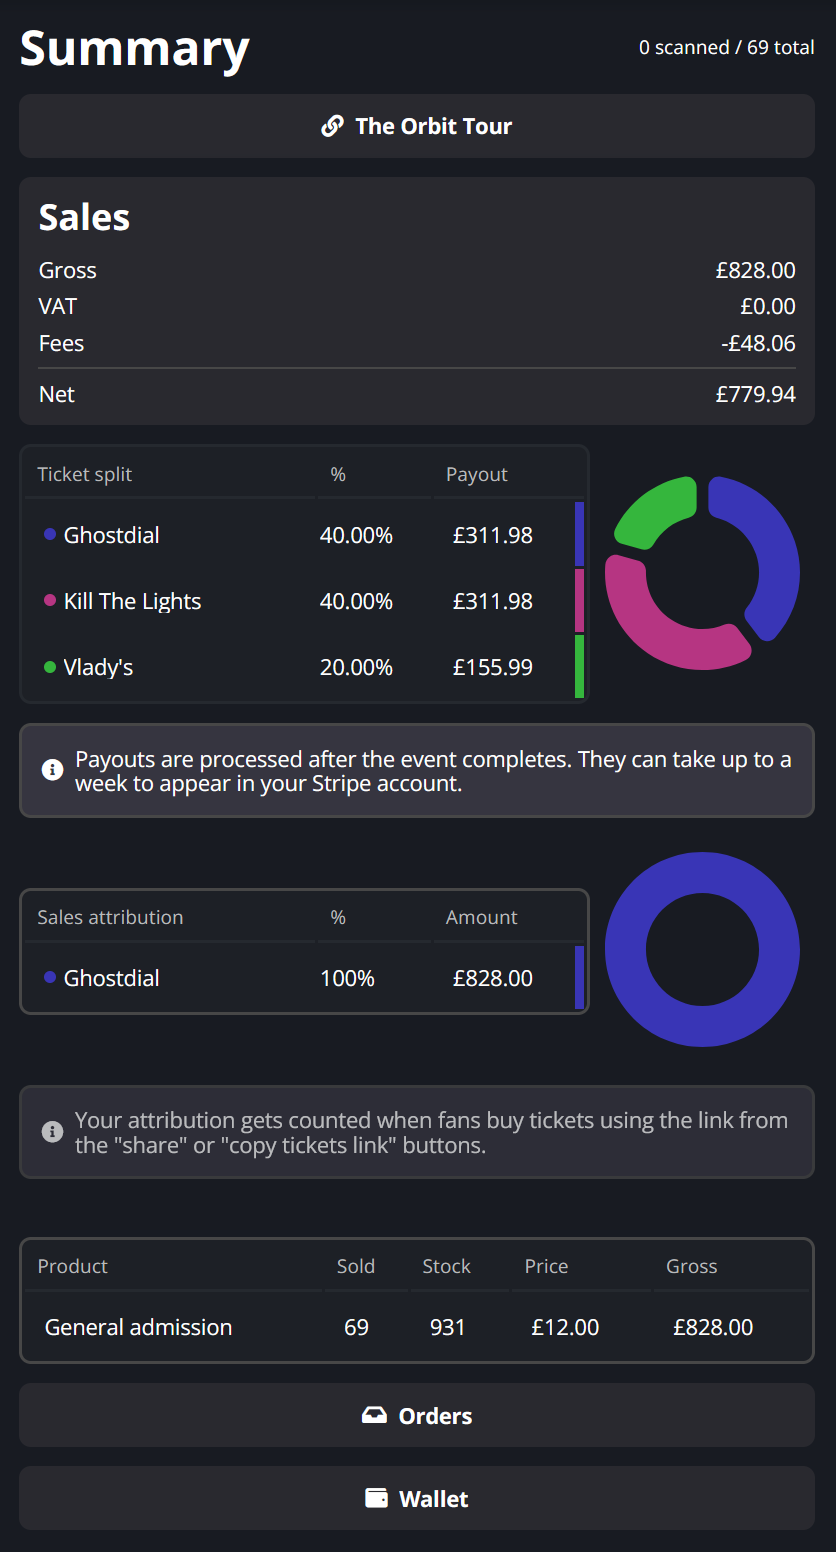 Summary
0 scanned / 69 total
The Orbit Tour
Sales
Gross £828.00
VAT £0.00
Fees -£48.06
Net £779.94
Ticket split % Payout
Ghostdial 40.00% £311.98
Kill The Lights 40.00% £311.98
Vlady's 20.00% £155.99
Payouts are processed after the event completes. They can take up to a
week to appear in your Stripe account.
Sales attribution % Amount
Ghostdial 100% £828.00
Your attribution gets counted when fans buy tickets using the link from
the "share" or "copy tickets link" buttons.
Product Sold Stock Price Gross
General admission 69 931 £12.00 £828.00
Orders
Wallet